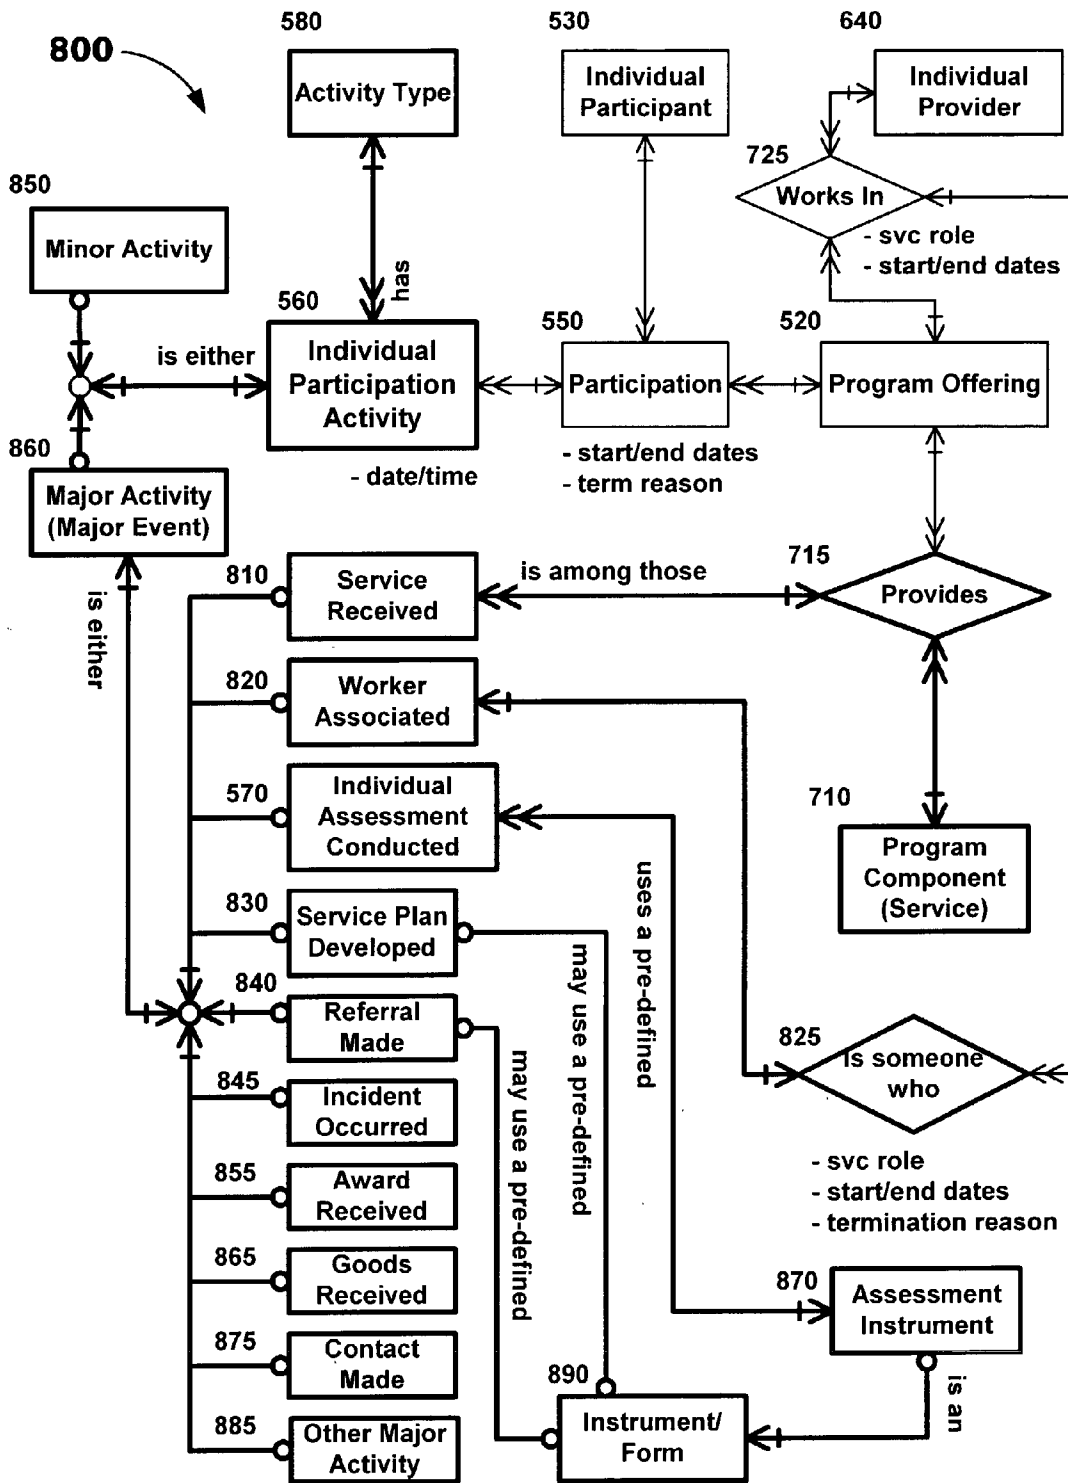 800
580
Activity Type
530
Individual
Participant
640
Individual
Provider
725
Works In
- svc role
- start/end dates
850
Minor Activity
has
560
Individual
Participation
Activity
- date/time
is either
550
Participation
- start/end dates
- term reason
520
Program Offering
860
Major Activity
(Major Event)
is either
810
Service
Received
is among those
715
Provides
820
Worker
Associated
570
Individual
Assessment
Conducted
710
Program
Component
(Service)
830
Service Plan
Developed
840
Referral
Made
may use a pre-defined
may use a pre-defined
uses a pre-defined
825
Is someone
who
- svc role
- start/end dates
- termination reason
845
Incident
Occurred
855
Award
Received
865
Goods
Received
875
Contact
Made
885
Other Major
Activity
870
Assessment
Instrument
is an
890
Instrument/
Form